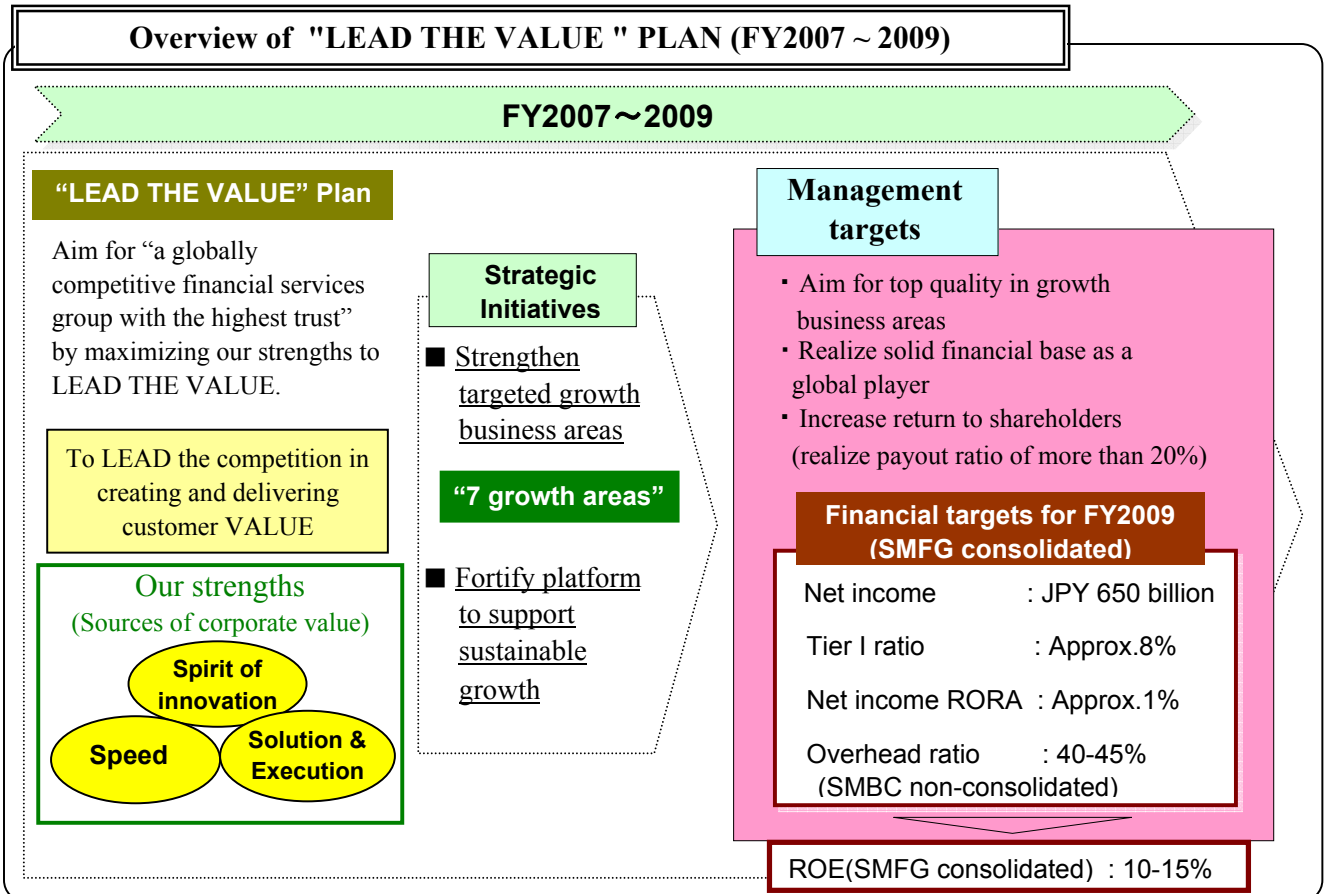 Overview of "LEAD THE VALUE " PLAN (FY2007 ~ 2009)
FY2007～2009
“LEAD THE VALUE” Plan
Aim for “a globally
competitive financial services
group with the highest trust”
by maximizing our strengths to
LEAD THE VALUE.
To LEAD the competition in
creating and delivering
customer VALUE
Our strengths
(Sources of corporate value)
Spirit of
innovation
Speed
Solution &
Execution
Strategic
Initiatives
■ Strengthen
targeted growth
business areas
“7 growth areas”
■ Fortify platform
to support
sustainable
growth
Management
targets
・Aim for top quality in growth
business areas
・Realize solid financial base as a
global player
・Increase return to shareholders
(realize payout ratio of more than 20%)
Financial targets for FY2009
(SMFG consolidated)
Net income : JPY 650 billion
Tier I ratio : Approx.8%
Net income RORA : Approx.1%
Overhead ratio : 40-45%
(SMBC non-consolidated)
ROE(SMFG consolidated) : 10-15%